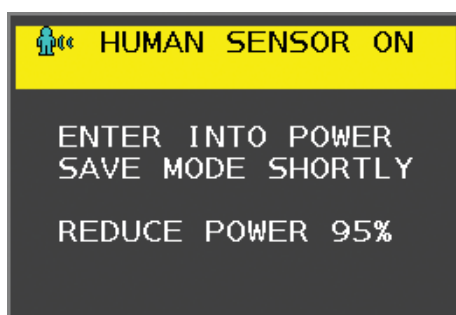 HUMAN SENSOR ON
ENTER INTO POWER
SAVE MODE SHORTLY
REDUCE POWER 95%